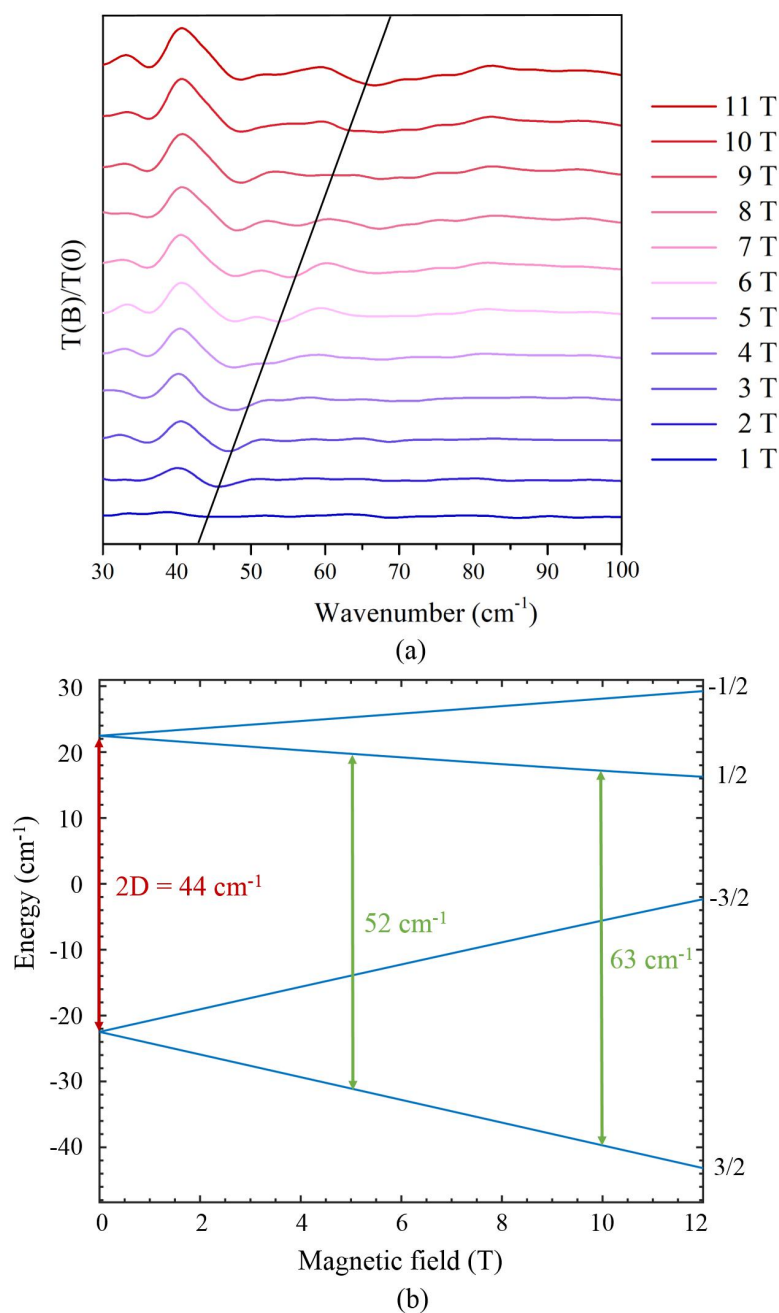 T(B)/T(0)
11 T
10 T
9 T
8 T
7 T
6 T
5 T
4 T
3 T
2 T
1 T
30 40 50 60 70 80 90 100
Wavenumber (cm⁻¹)
(a)
Energy (cm⁻¹)
30
20
10
0
-10
-20
-30
-40
-1/2
1/2
-3/2
3/2
2D = 44 cm⁻¹
52 cm⁻¹
63 cm⁻¹
0 2 4 6 8 10 12
Magnetic field (T)
(b)